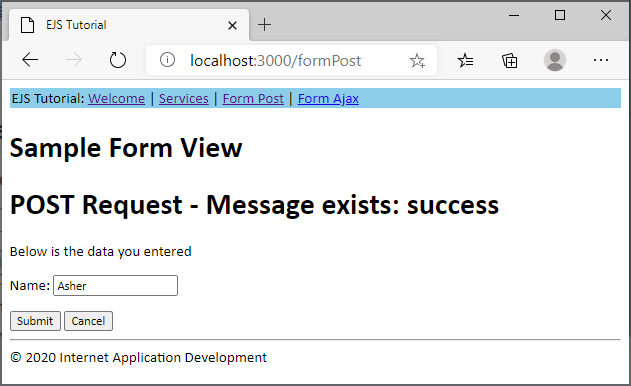 EJS Tutorial
localhost:3000/formPost
EJS Tutorial: Welcome | Services | Form Post | Form Ajax
Sample Form View
POST Request - Message exists: success
Below is the data you entered
Name: Asher
Submit Cancel
© 2020 Internet Application Development